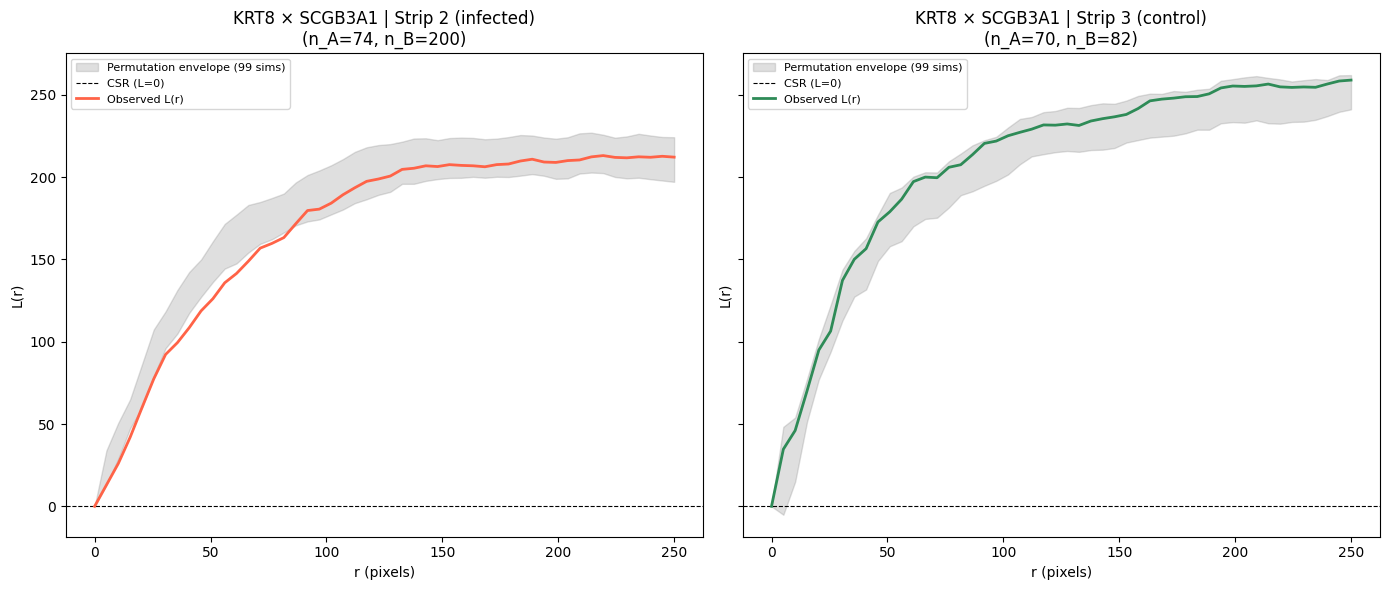 KRT8 × SCGB3A1 | Strip 2 (infected)
(n_A=74, n_B=200)
Permutation envelope (99 sims)
CSR (L=0)
Observed L(r)
250
200
150
100
50
0
L(r)
0 50 100 150 200 250
r (pixels)
KRT8 × SCGB3A1 | Strip 3 (control)
(n_A=70, n_B=82)
Permutation envelope (99 sims)
CSR (L=0)
Observed L(r)
L(r)
0 50 100 150 200 250
r (pixels)